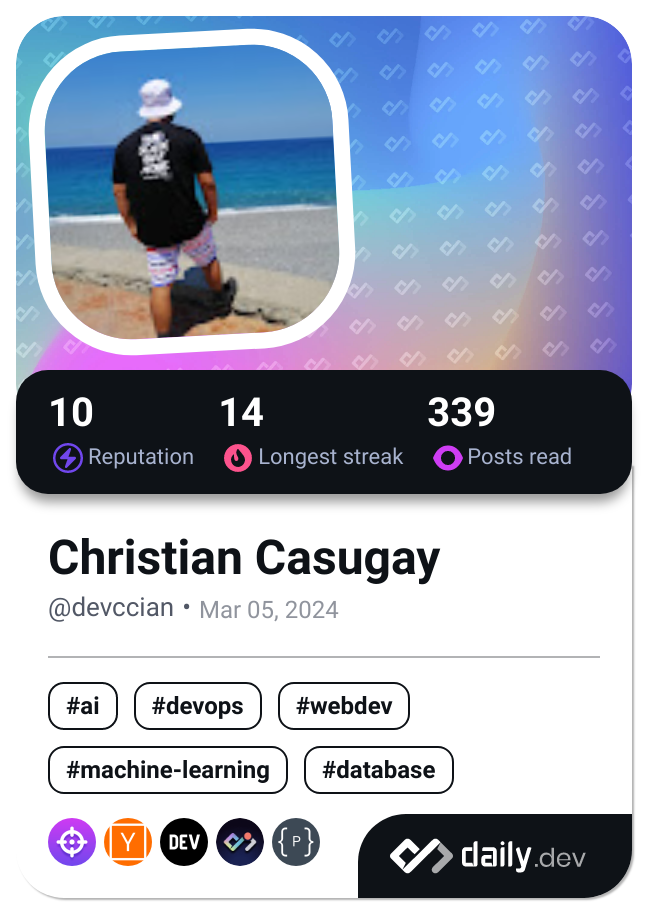 10 14 339
Reputation Longest streak Posts read
Christian Casugay
@devccian • Mar 05, 2024
#ai #devops #webdev
#machine-learning #database
Y DEV { P }
daily.dev